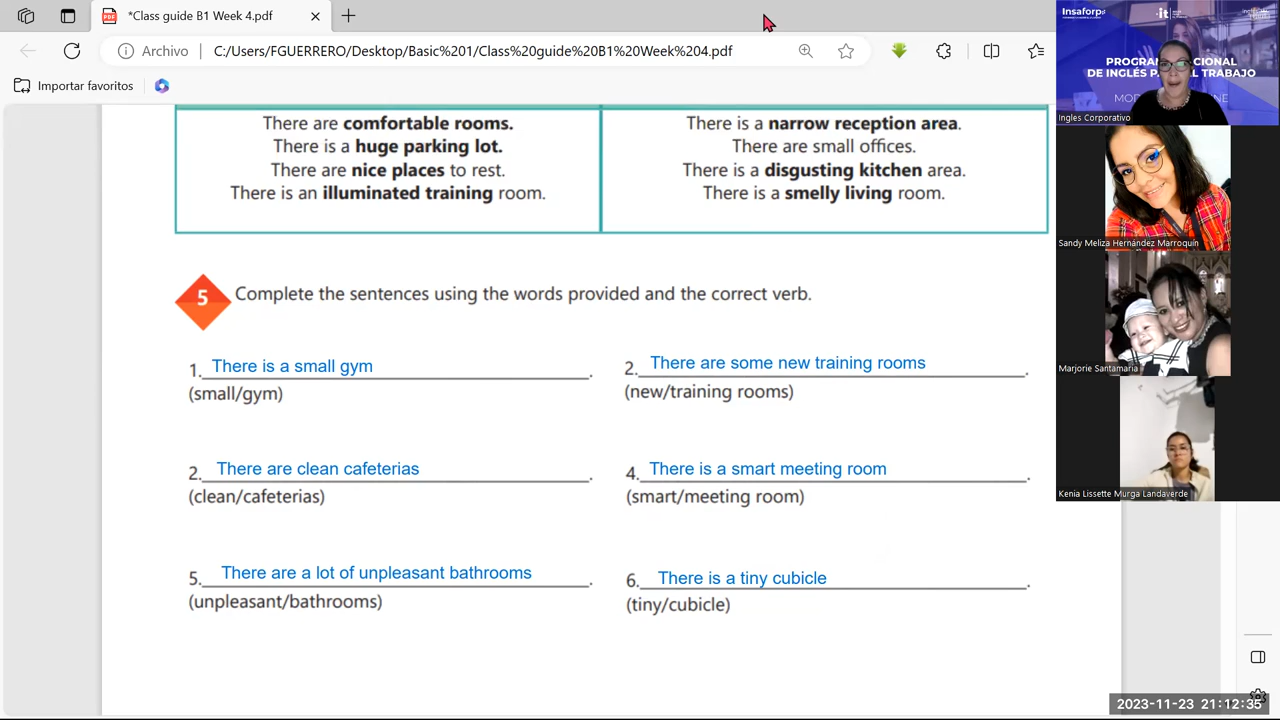 *Class guide B1 Week 4.pdf
Archivo
C:/Users/FGUERRERO/Desktop/Basic%201/Class%20guide%20B1%20Week%204.pdf
Importar favoritos
There are comfortable rooms.
There is a huge parking lot.
There are nice places to rest.
There is an illuminated training room.
There is a narrow reception area.
There are small offices.
There is a disgusting kitchen area.
There is a smelly living room.
5 Complete the sentences using the words provided and the correct verb.
1. There is a small gym.
(small/gym)
2. There are some new training rooms.
(new/training rooms)
2. There are clean cafeterias.
(clean/cafeterias)
4. There is a smart meeting room.
(smart/meeting room)
5. There are a lot of unpleasant bathrooms.
(unpleasant/bathrooms)
6. There is a tiny cubicle.
(tiny/cubicle)
Insaforp
it
Ingles Corporativo
Sandy Meliza Hernández Marroquín
Marjorie Santamaria
Kenia Lissette Murga Landaverde
2023-11-23 21:12:35